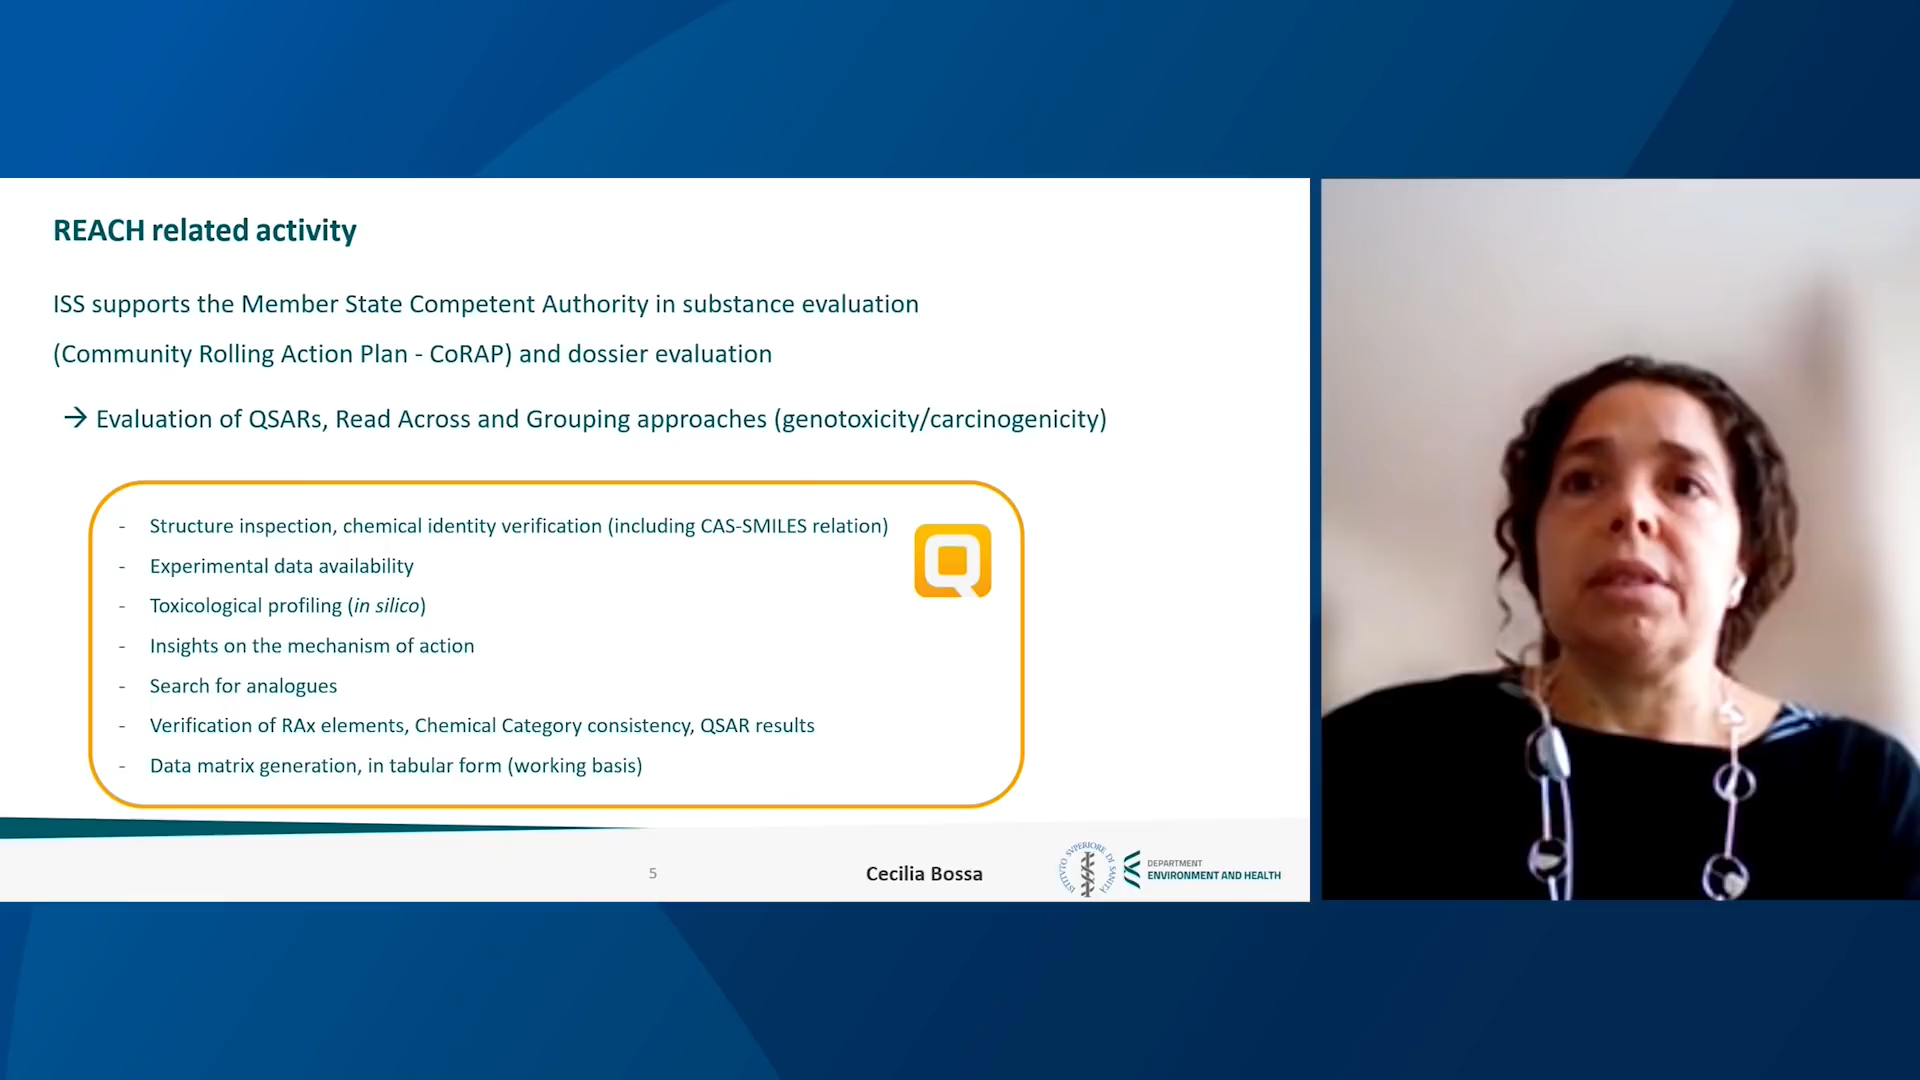 REACH related activity
ISS supports the Member State Competent Authority in substance evaluation
(Community Rolling Action Plan - CoRAP) and dossier evaluation
→ Evaluation of QSARs, Read Across and Grouping approaches (genotoxicity/carcinogenicity)
- Structure inspection, chemical identity verification (including CAS-SMILES relation)
- Experimental data availability
- Toxicological profiling (in silico)
- Insights on the mechanism of action
- Search for analogues
- Verification of RAx elements, Chemical Category consistency, QSAR results
- Data matrix generation, in tabular form (working basis)
Q
5
Cecilia Bossa
ISTITVTO SVPERIORE DI SANITÀ
DEPARTMENT
ENVIRONMENT AND HEALTH